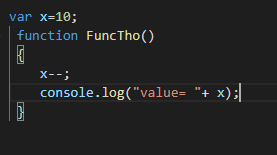 var x=10;
function FuncTho()
{
x--;
console.log("value= "+ x);
}